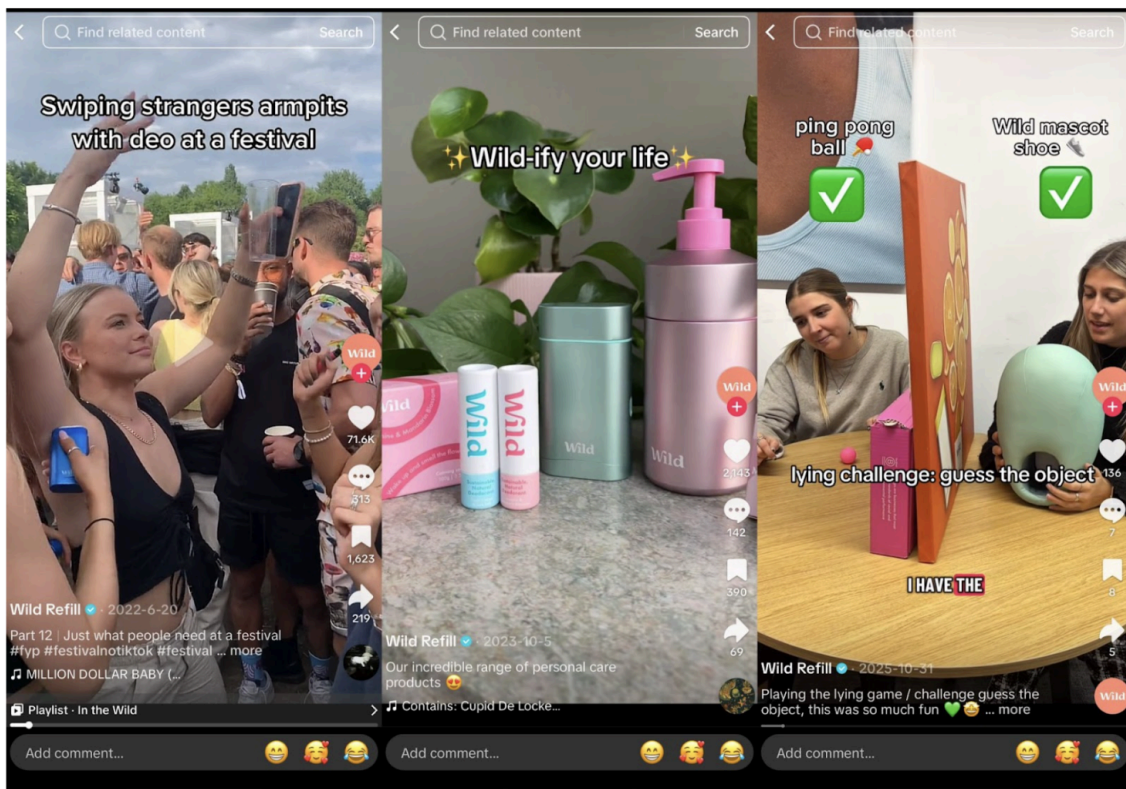 Find related content Search
Swiping strangers armpits
with deo at a festival
Wild
71.6K
313
1,623
219
Wild Refill · 2022-6-20
Part 12 | Just what people need at a festival
#fyp #festivalnotiktok #festival ... more
MILLION DOLLAR BABY (...
Playlist · In the Wild
Add comment...
Find related content Search
✨Wild-ify your life✨
Wild
Wild
Wild
Wild
Wild
Wild
2,143
142
390
69
Wild Refill · 2023-10-5
Our incredible range of personal care
products 😍
Contains: Cupid De Locke...
Add comment...
Find related content Search
ping pong
ball 🏓
Wild mascot
shoe 👟
Wild
136
lying challenge: guess the object
7
I HAVE THE
8
5
Wild Refill · 2025-10-31
Playing the lying game / challenge guess the
object, this was so much fun 💚🤩 ... more
Wild
Add comment...